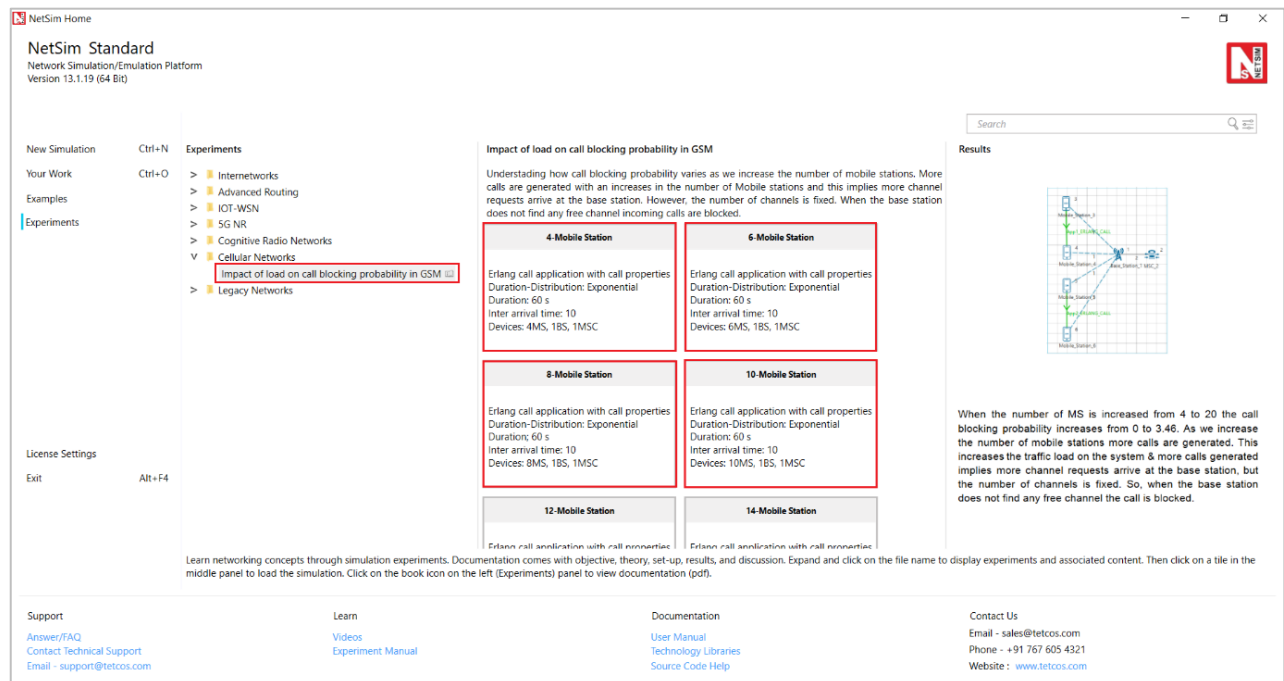 NetSim Home
NetSim Standard
Network Simulation/Emulation Platform
Version 13.1.19 (64 Bit)
NETSIM
Search
New Simulation Ctrl+N
Your Work Ctrl+O
Examples
Experiments
License Settings
Exit Alt+F4
Experiments
> Internetworks
> Advanced Routing
> IOT-WSN
> 5G NR
> Cognitive Radio Networks
v Cellular Networks
Impact of load on call blocking probability in GSM
> Legacy Networks
Impact of load on call blocking probability in GSM
Understading how call blocking probability varies as we increase the number of mobile stations. More
calls are generated with an increases in the number of Mobile stations and this implies more channel
requests arrive at the base station. However, the number of channels is fixed. When the base station
does not find any free channel incoming calls are blocked.
4-Mobile Station
Erlang call application with call properties
Duration-Distribution: Exponential
Duration: 60 s
Inter arrival time: 10
Devices: 4MS, 1BS, 1MSC
6-Mobile Station
Erlang call application with call properties
Duration-Distribution: Exponential
Duration: 60 s
Inter arrival time: 10
Devices: 6MS, 1BS, 1MSC
8-Mobile Station
Erlang call application with call properties
Duration-Distribution: Exponential
Duration; 60 s
Inter arrival time: 10
Devices: 8MS, 1BS, 1MSC
10-Mobile Station
Erlang call application with call properties
Duration-Distribution: Exponential
Duration: 60 s
Inter arrival time: 10
Devices: 10MS, 1BS, 1MSC
12-Mobile Station
Erlang call application with call properties
14-Mobile Station
Erlang call application with call properties
Results
When the number of MS is increased from 4 to 20 the call
blocking probability increases from 0 to 3.46. As we increase
the number of mobile stations more calls are generated. This
increases the traffic load on the system & more calls generated
implies more channel requests arrive at the base station, but
the number of channels is fixed. So, when the base station
does not find any free channel the call is blocked.
Learn networking concepts through simulation experiments. Documentation comes with objective, theory, set-up, results, and discussion. Expand and click on the file name to display experiments and associated content. Then click on a tile in the
middle panel to load the simulation. Click on the book icon on the left (Experiments) panel to view documentation (pdf).
Support
Answer/FAQ
Contact Technical Support
Email - support@tetcos.com
Learn
Videos
Experiment Manual
Documentation
User Manual
Technology Libraries
Source Code Help
Contact Us
Email - sales@tetcos.com
Phone - +91 767 605 4321
Website : www.tetcos.com